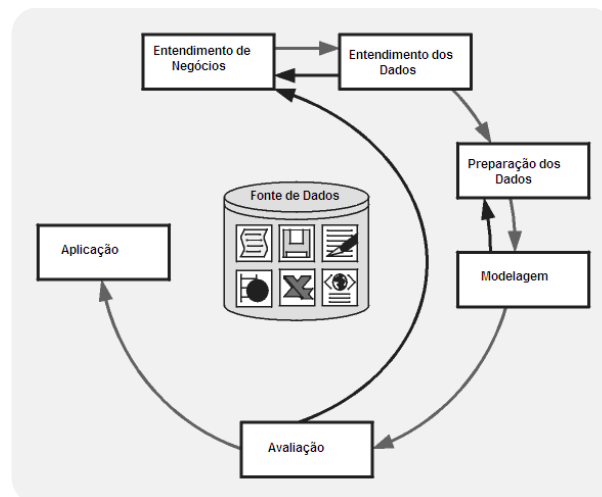 Entendimento de
Negócios
Entendimento dos
Dados
Preparação dos
Dados
Fonte de Dados
Aplicação
Modelagem
Avaliação